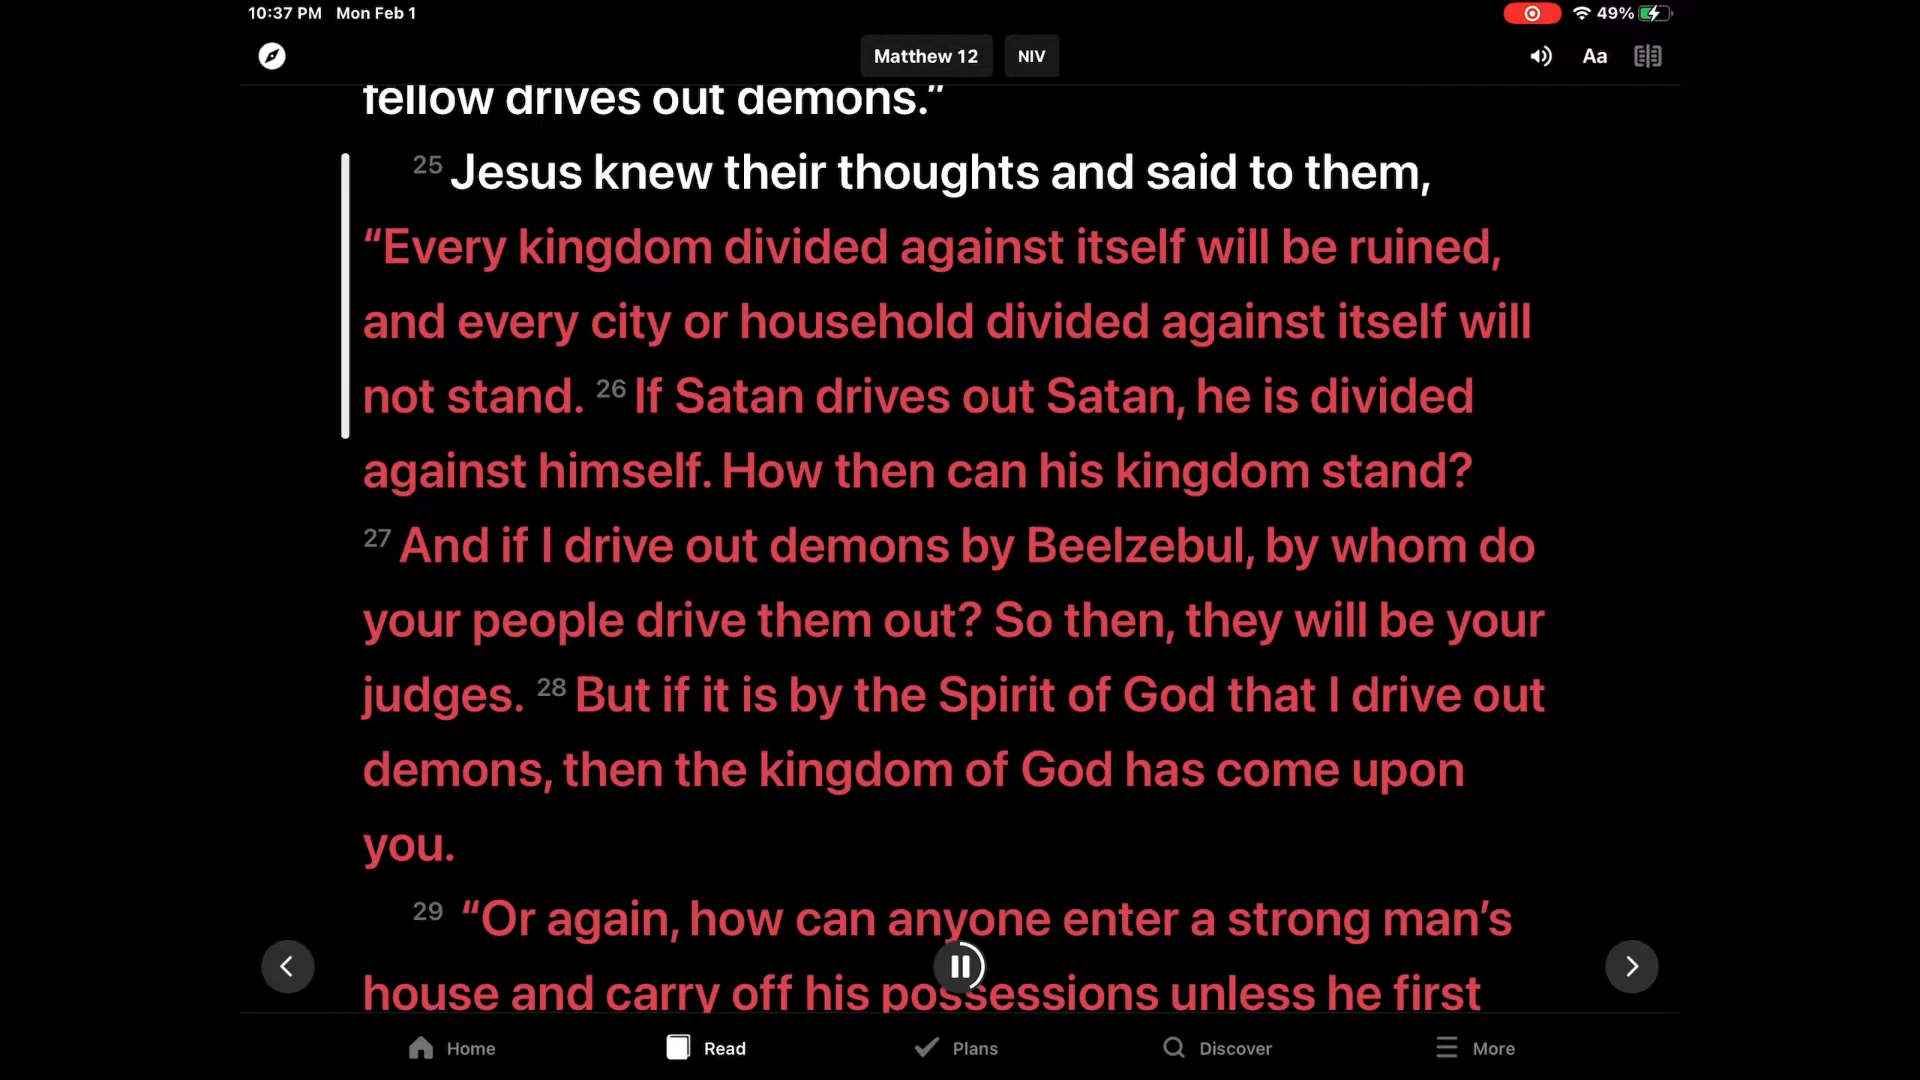 10:37 PM Mon Feb 1
49%
Matthew 12 NIV
Aa
fellow drives out demons.”
25 Jesus knew their thoughts and said to them,
“Every kingdom divided against itself will be ruined,
and every city or household divided against itself will
not stand. 26 If Satan drives out Satan, he is divided
against himself. How then can his kingdom stand?
27 And if I drive out demons by Beelzebul, by whom do
your people drive them out? So then, they will be your
judges. 28 But if it is by the Spirit of God that I drive out
demons, then the kingdom of God has come upon
you.
29 “Or again, how can anyone enter a strong man’s
house and carry off his possessions unless he first
Home Read Plans Discover More